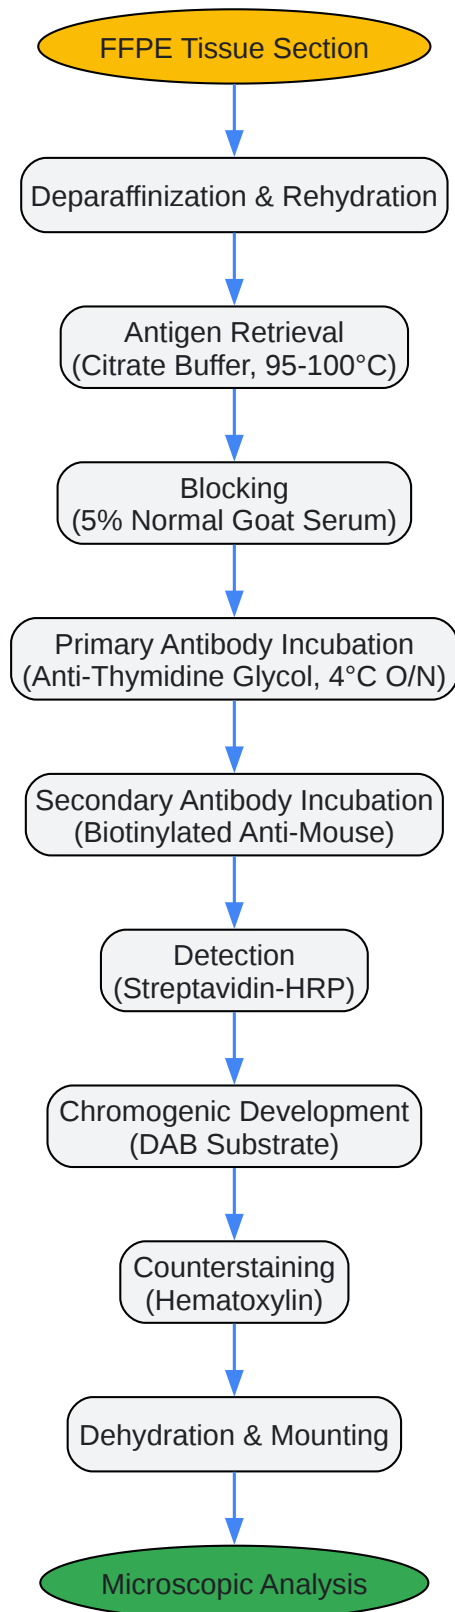 FFPE Tissue Section
Deparaffinization & Rehydration
Antigen Retrieval
(Citrate Buffer, 95-100°C)
Blocking
(5% Normal Goat Serum)
Primary Antibody Incubation
(Anti-Thymidine Glycol, 4°C O/N)
Secondary Antibody Incubation
(Biotinylated Anti-Mouse)
Detection
(Streptavidin-HRP)
Chromogenic Development
(DAB Substrate)
Counterstaining
(Hematoxylin)
Dehydration & Mounting
Microscopic Analysis